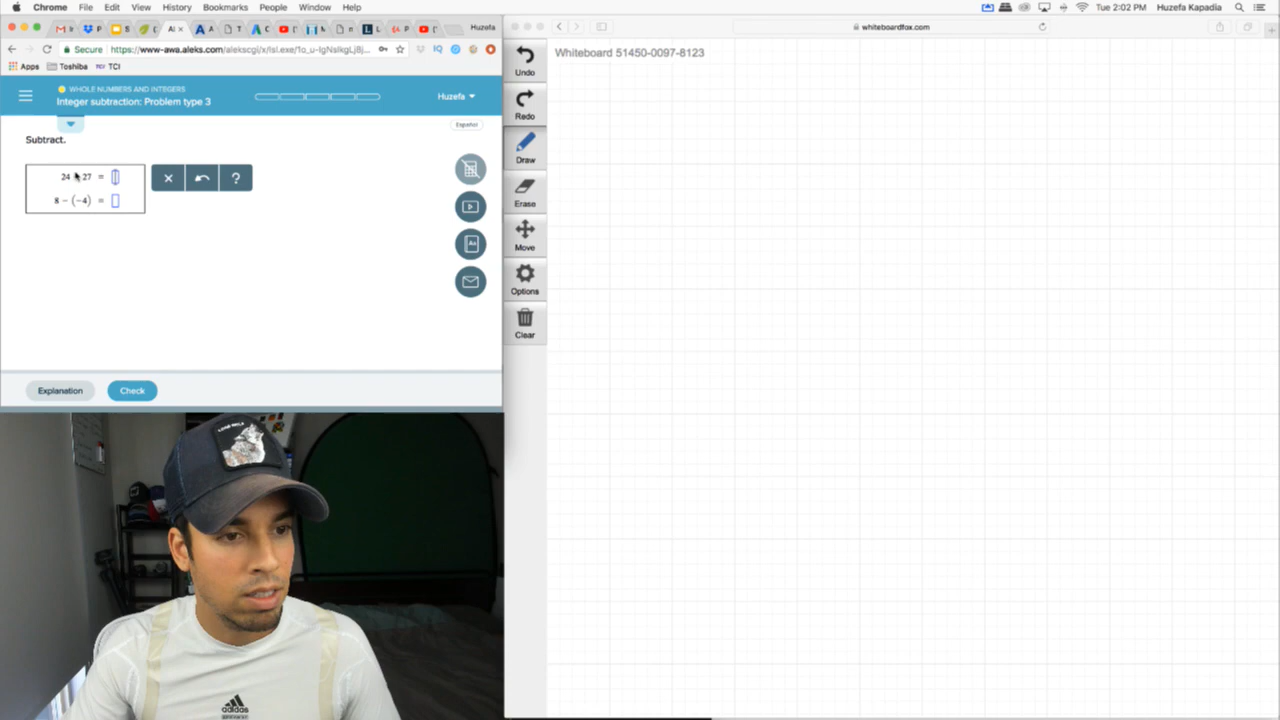 Chrome File Edit View History Bookmarks People Window Help Tue 2:02 PM Huzefa Kapadia
Huzefa
Secure https://www-awa.aleks.com/alekscgi/x/Isl.exe/1o_u-IgNsIkgLj8j...
whiteboardfox.com
Apps Toshiba TCI
WHOLE NUMBERS AND INTEGERS
Integer subtraction: Problem type 3
Huzefa
Español
Subtract.
24 27 =
8 − (−4) =
Explanation Check
Whiteboard 51450-0097-8123
Undo
Redo
Draw
Erase
Move
Options
Clear
adidas